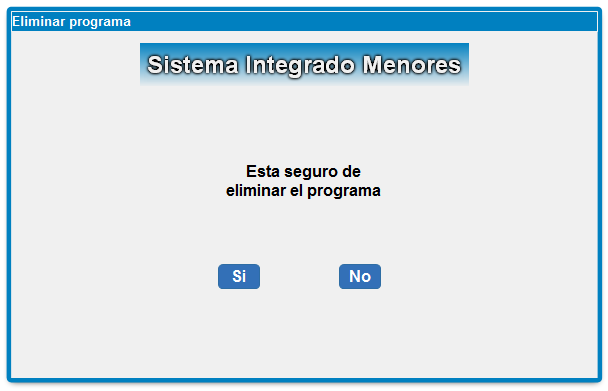 Eliminar programa
Sistema Integrado Menores
Esta seguro de
eliminar el programa
Si
No